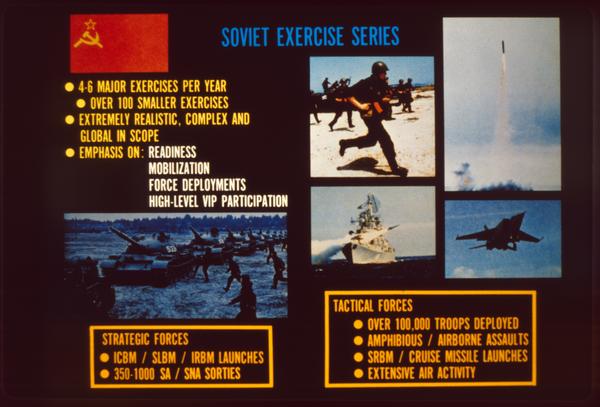 SOVIET EXERCISE SERIES
4-6 MAJOR EXERCISES PER YEAR
OVER 100 SMALLER EXERCISES
EXTREMELY REALISTIC, COMPLEX AND
GLOBAL IN SCOPE
EMPHASIS ON: READINESS
MOBILIZATION
FORCE DEPLOYMENTS
HIGH-LEVEL VIP PARTICIPATION
STRATEGIC FORCES
ICBM / SLBM / IRBM LAUNCHES
350-1000 SA / SNA SORTIES
TACTICAL FORCES
OVER 100,000 TROOPS DEPLOYED
AMPHIBIOUS / AIRBORNE ASSAULTS
SRBM / CRUISE MISSILE LAUNCHES
EXTENSIVE AIR ACTIVITY